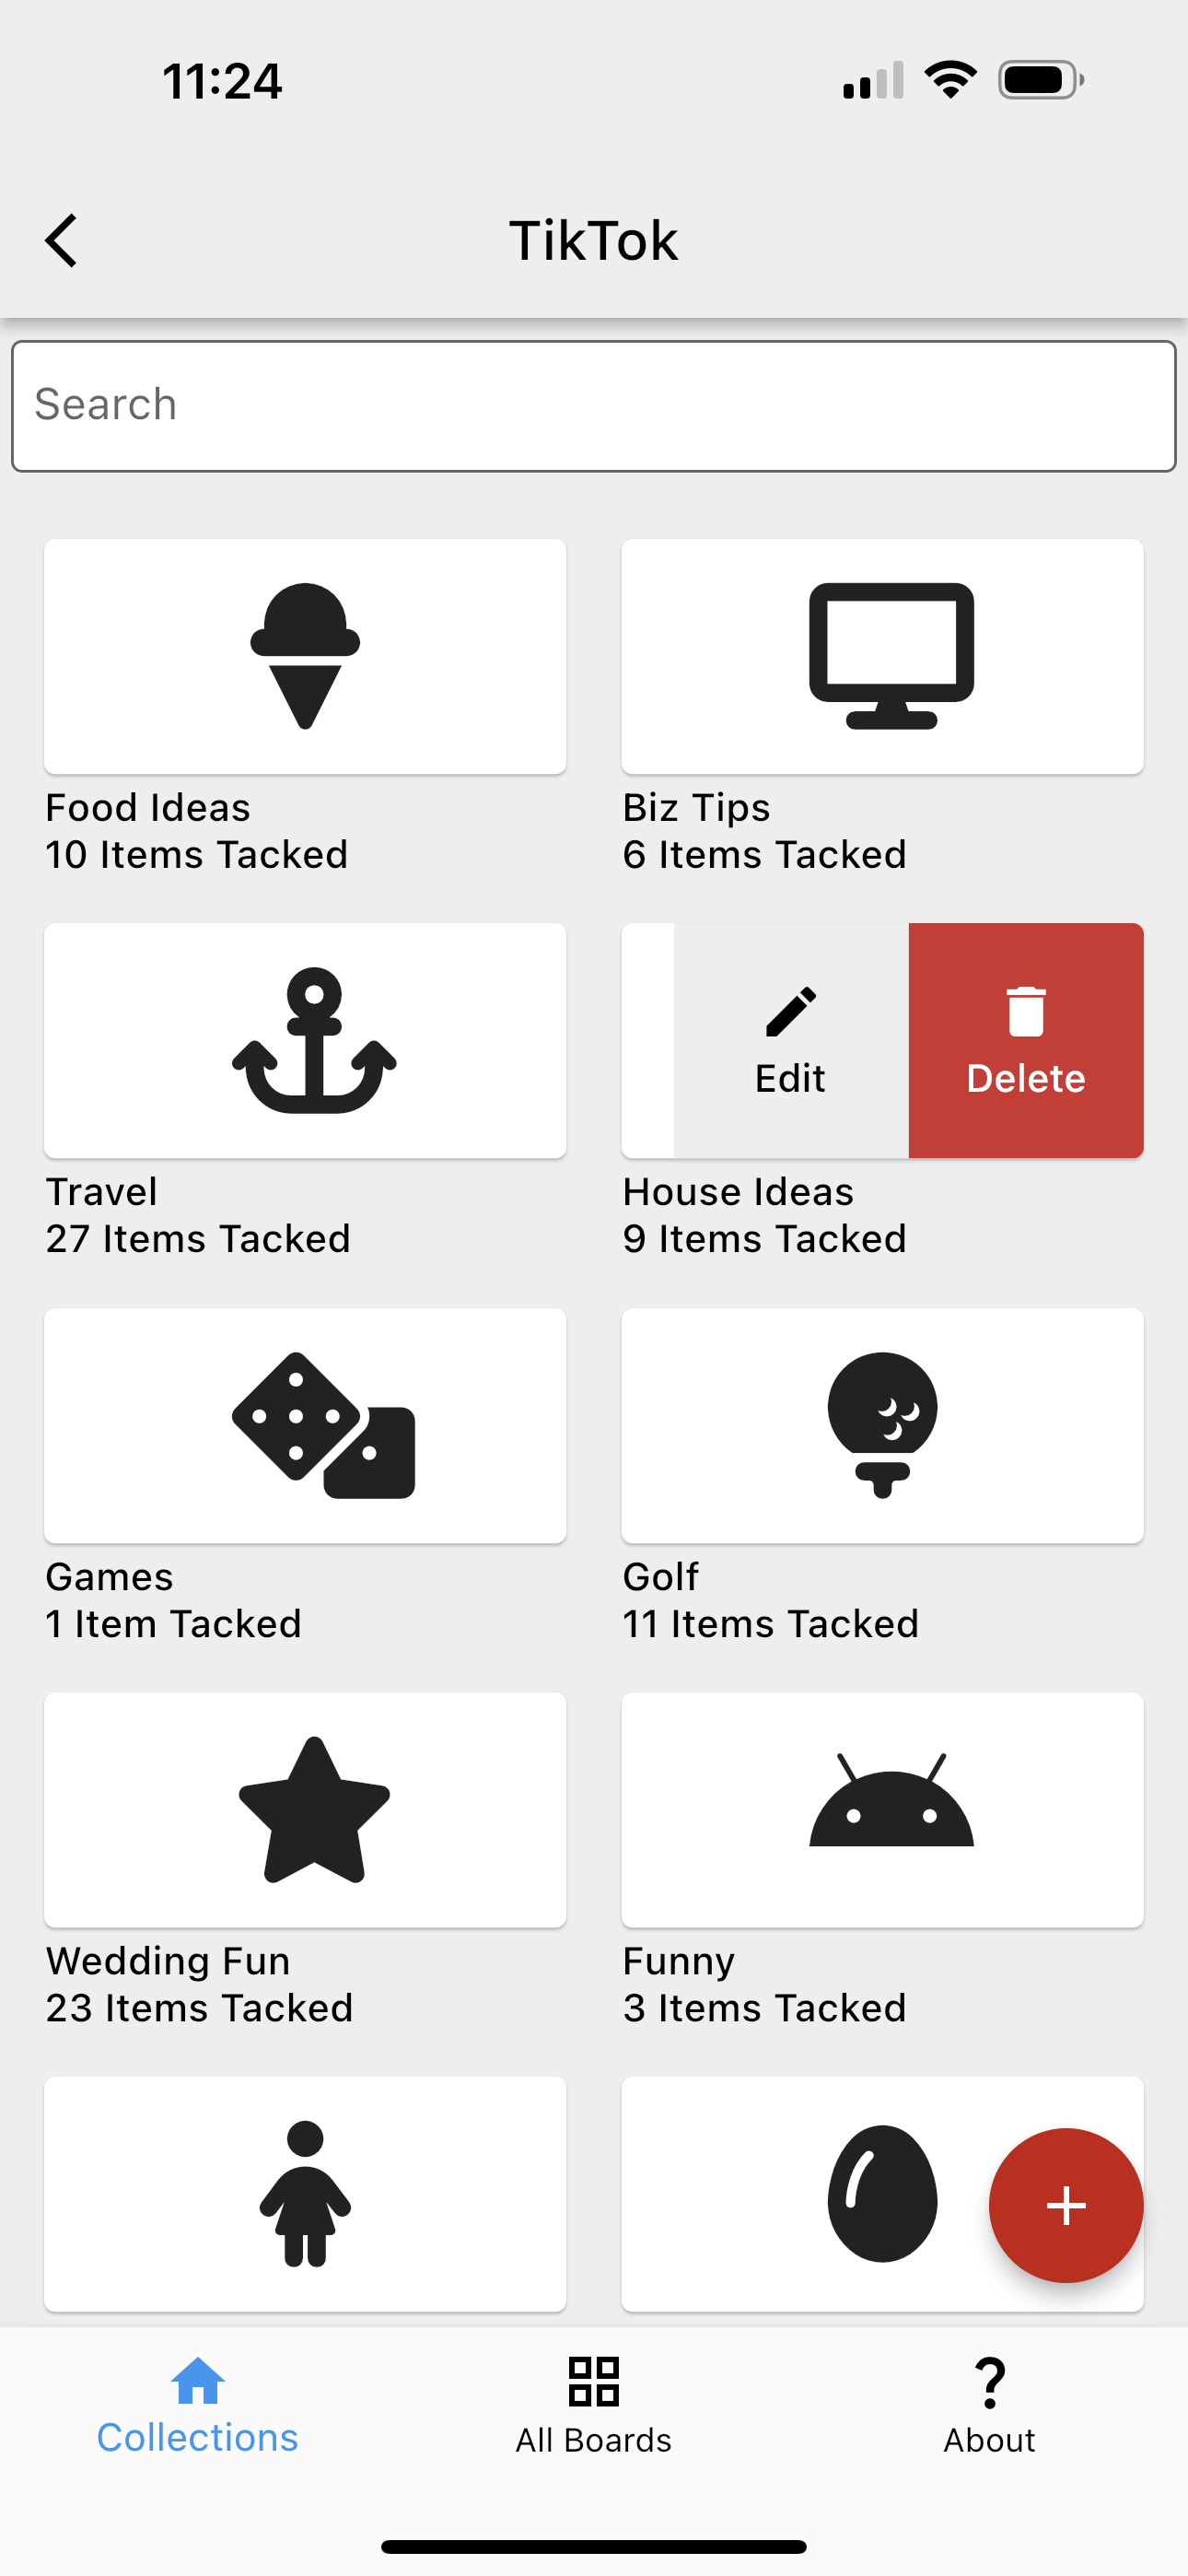 11:24
TikTok
Search
Food Ideas
10 Items Tacked
Biz Tips
6 Items Tacked
Travel
27 Items Tacked
Edit
Delete
House Ideas
9 Items Tacked
Games
1 Item Tacked
Golf
11 Items Tacked
Wedding Fun
23 Items Tacked
Funny
3 Items Tacked
Collections
All Boards
About